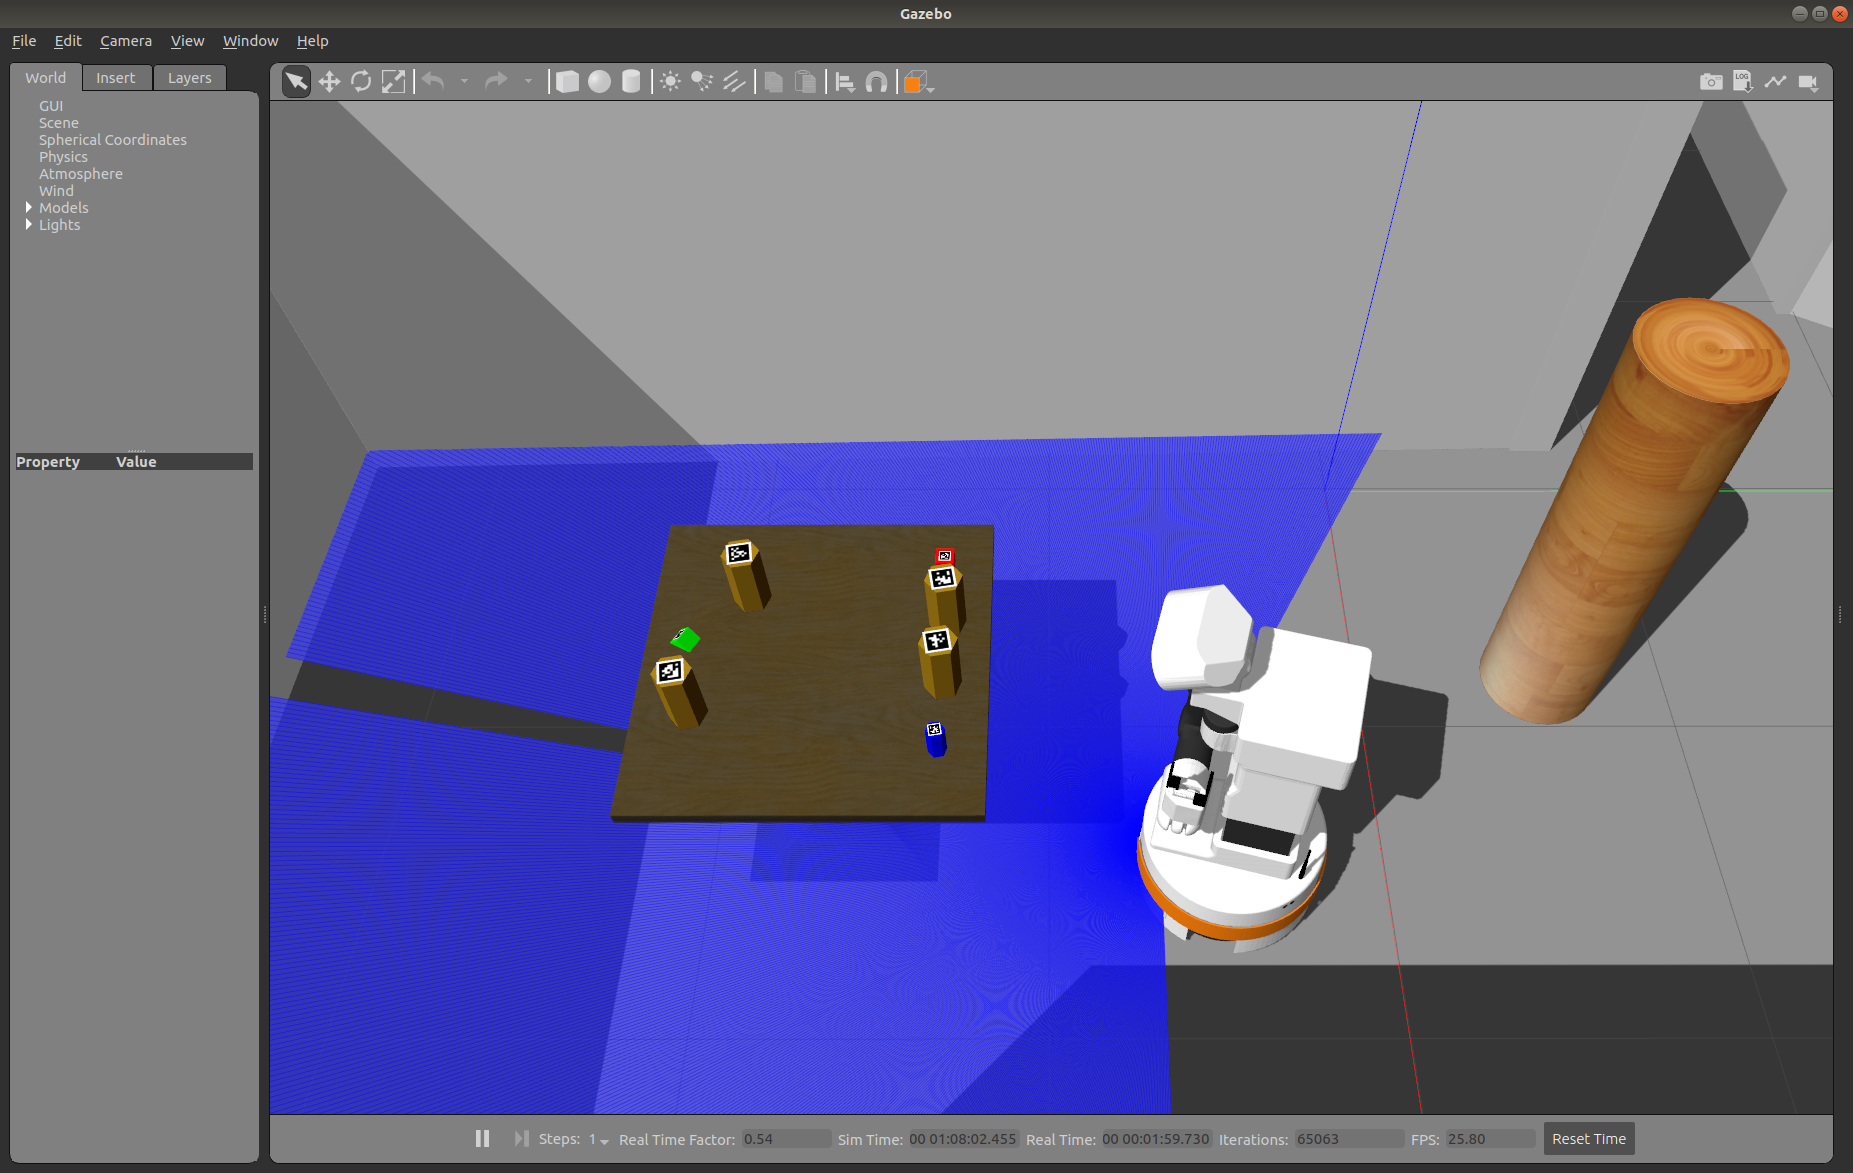 Gazebo
File Edit Camera View Window Help
World Insert Layers
LOG
GUI
Scene
Spherical Coordinates
Physics
Atmosphere
Wind
Models
Lights
Property Value
Steps: 1 Real Time Factor: 0.54 Sim Time: 00 01:08:02.455 Real Time: 00 00:01:59.730 Iterations: 65063 FPS: 25.80 Reset Time